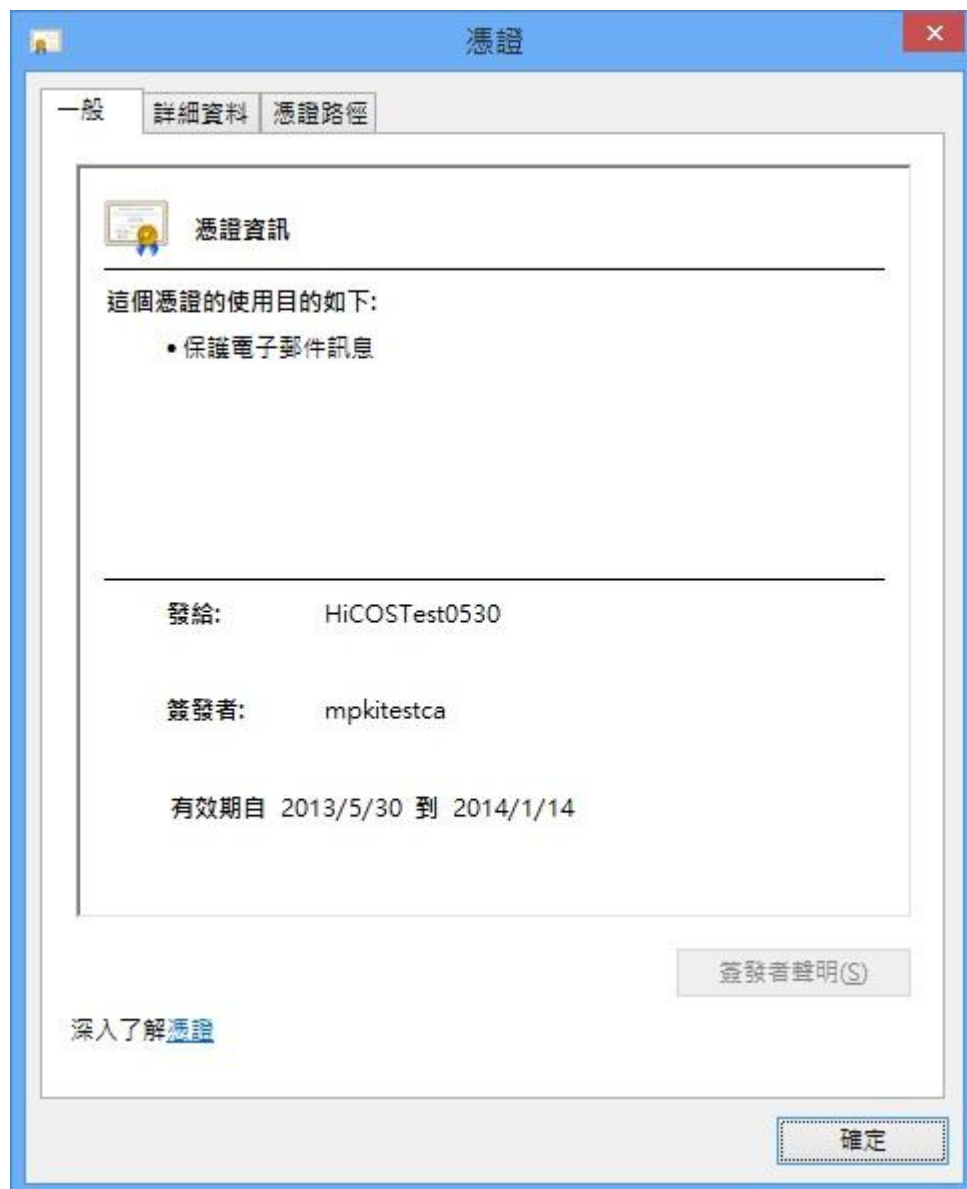 憑證
一般 詳細資料 憑證路徑
憑證資訊
這個憑證的使用目的如下:
•保護電子郵件訊息
發給: HiCOSTest0530
簽發者: mpkitestca
有效期自 2013/5/30 到 2014/1/14
簽發者聲明(S)
深入了解憑證
確定